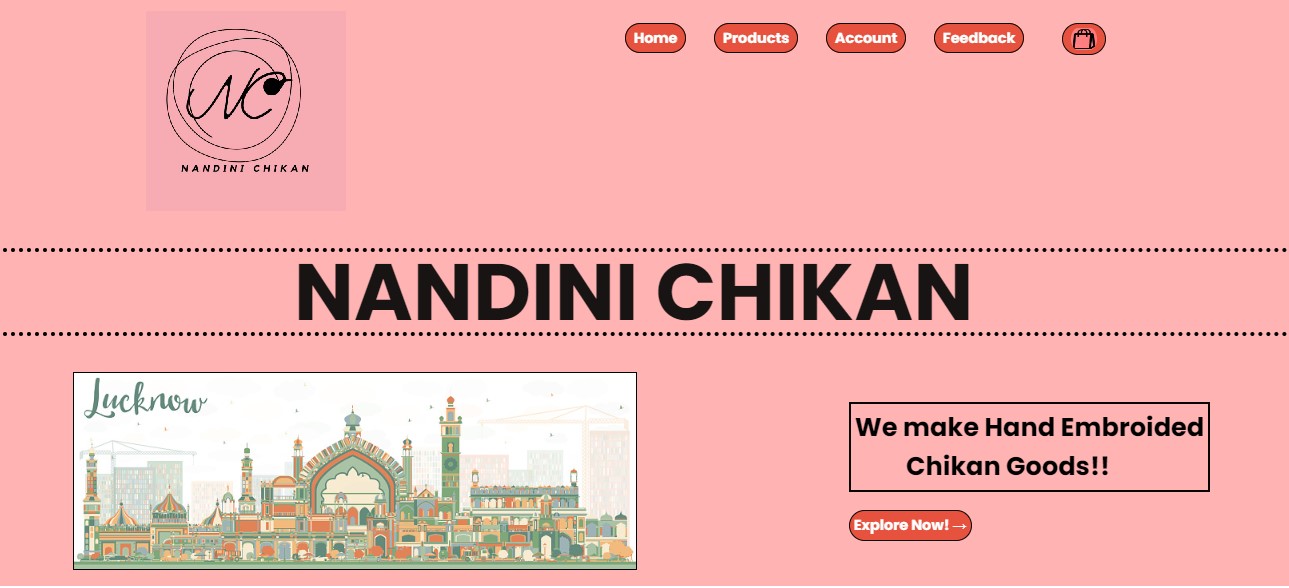 NC
NANDINI CHIKAN
Home
Products
Account
Feedback
NANDINI CHIKAN
Lucknow
We make Hand Embroided
Chikan Goods!!
Explore Now! →